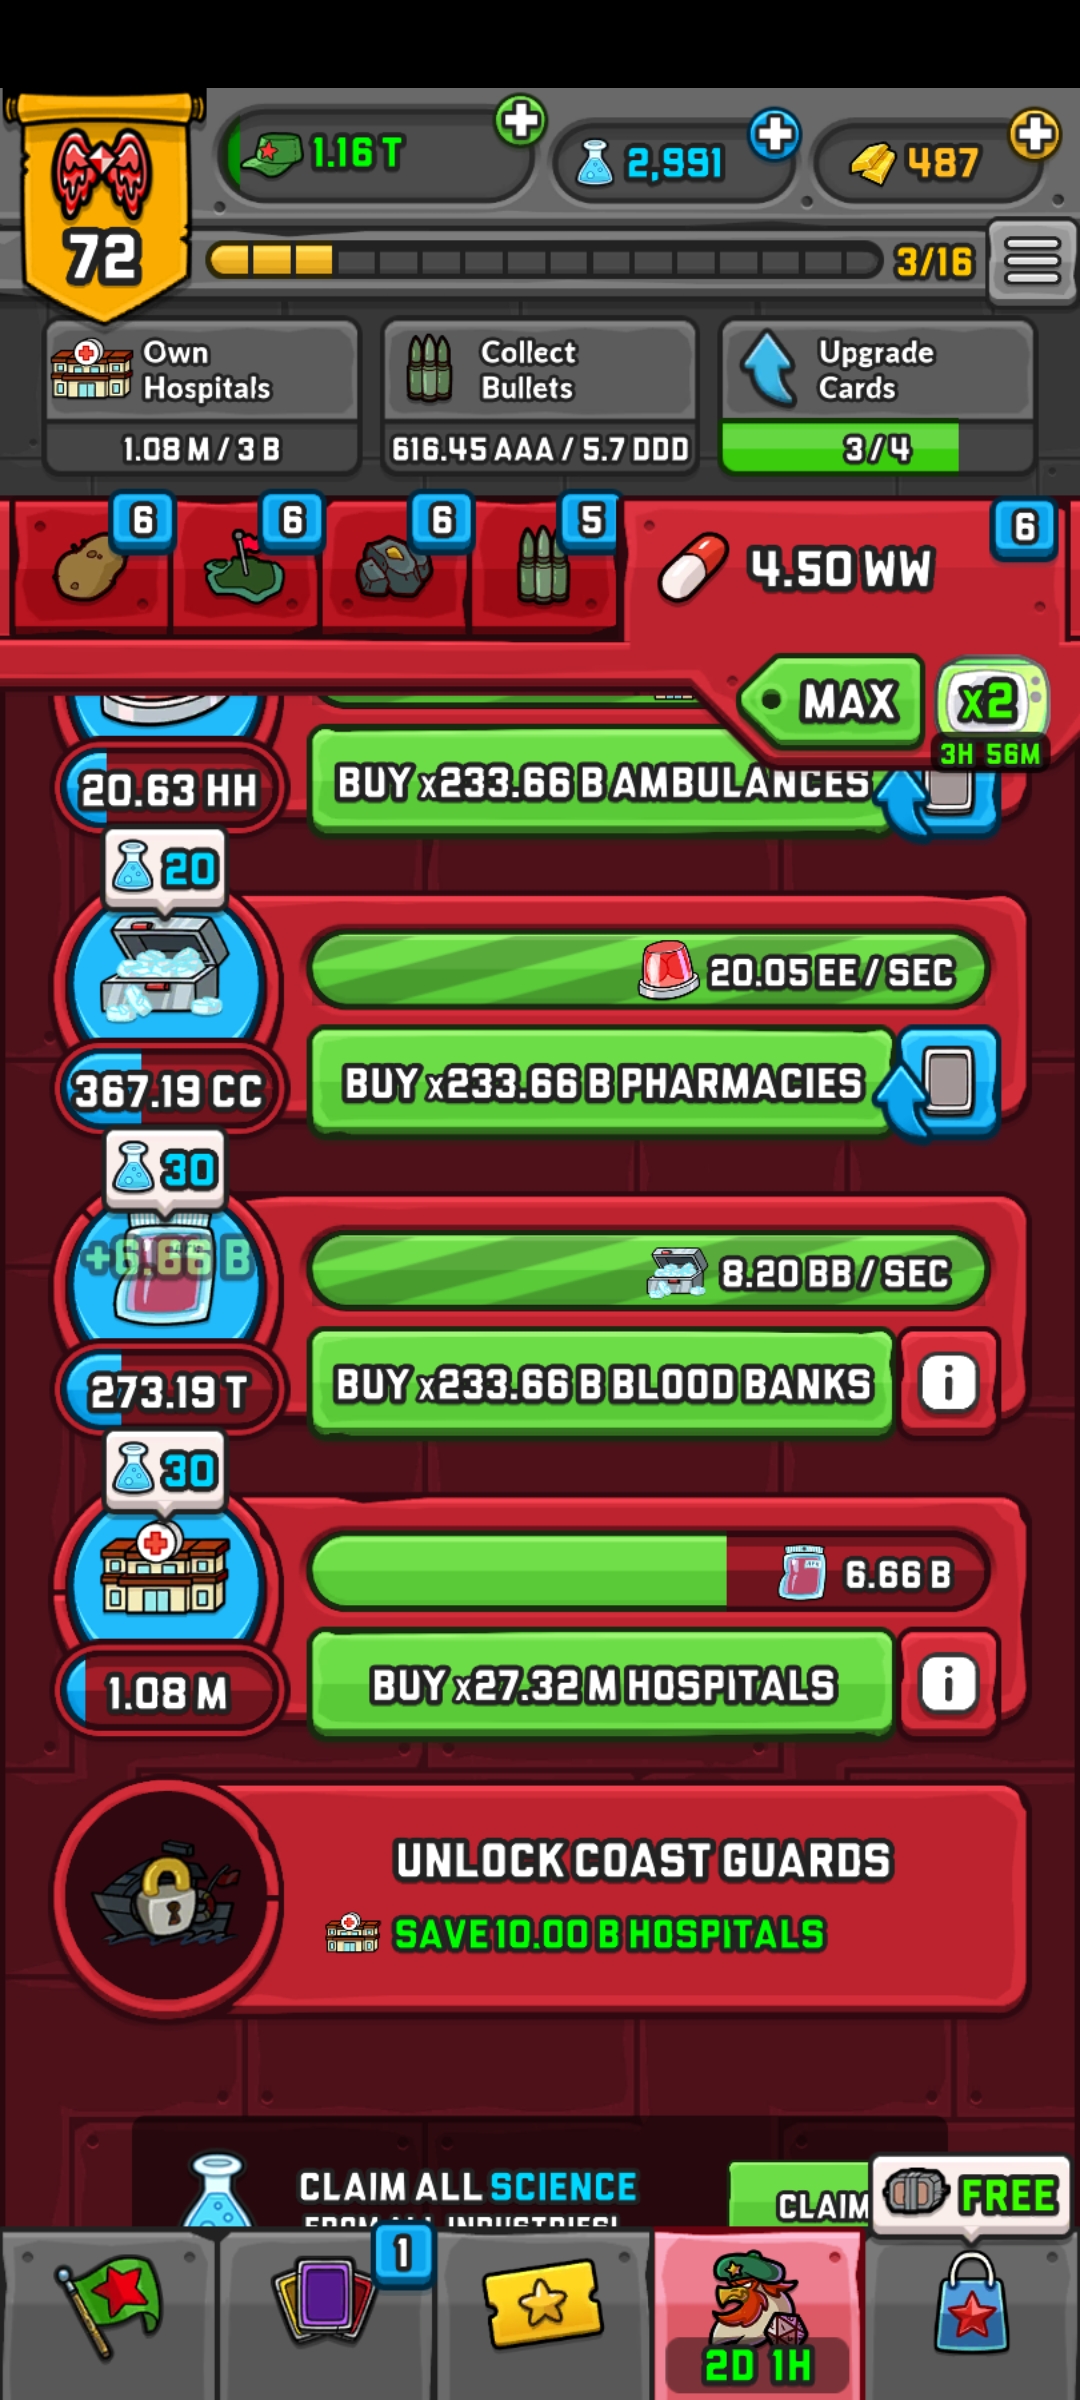 1.16 T
2,991
487
72
3/16
Own
Hospitals
1.08 M / 3 B
Collect
Bullets
616.45 AAA / 5.7 DDD
Upgrade
Cards
3/4
6
6
6
5
4.50 WW
6
MAX
x2
3H 56M
20.63 HH
BUY x233.66 B AMBULANCES
20
20.05 EE / SEC
367.19 CC
BUY x233.66 B PHARMACIES
30
+6.66 B
8.20 BB / SEC
273.19 T
BUY x233.66 B BLOOD BANKS
30
6.66 B
1.08 M
BUY x27.32 M HOSPITALS
UNLOCK COAST GUARDS
SAVE 10.00 B HOSPITALS
CLAIM ALL SCIENCE
FROM ALL INDUSTRIES!
CLAIM
FREE
1
2D 1H